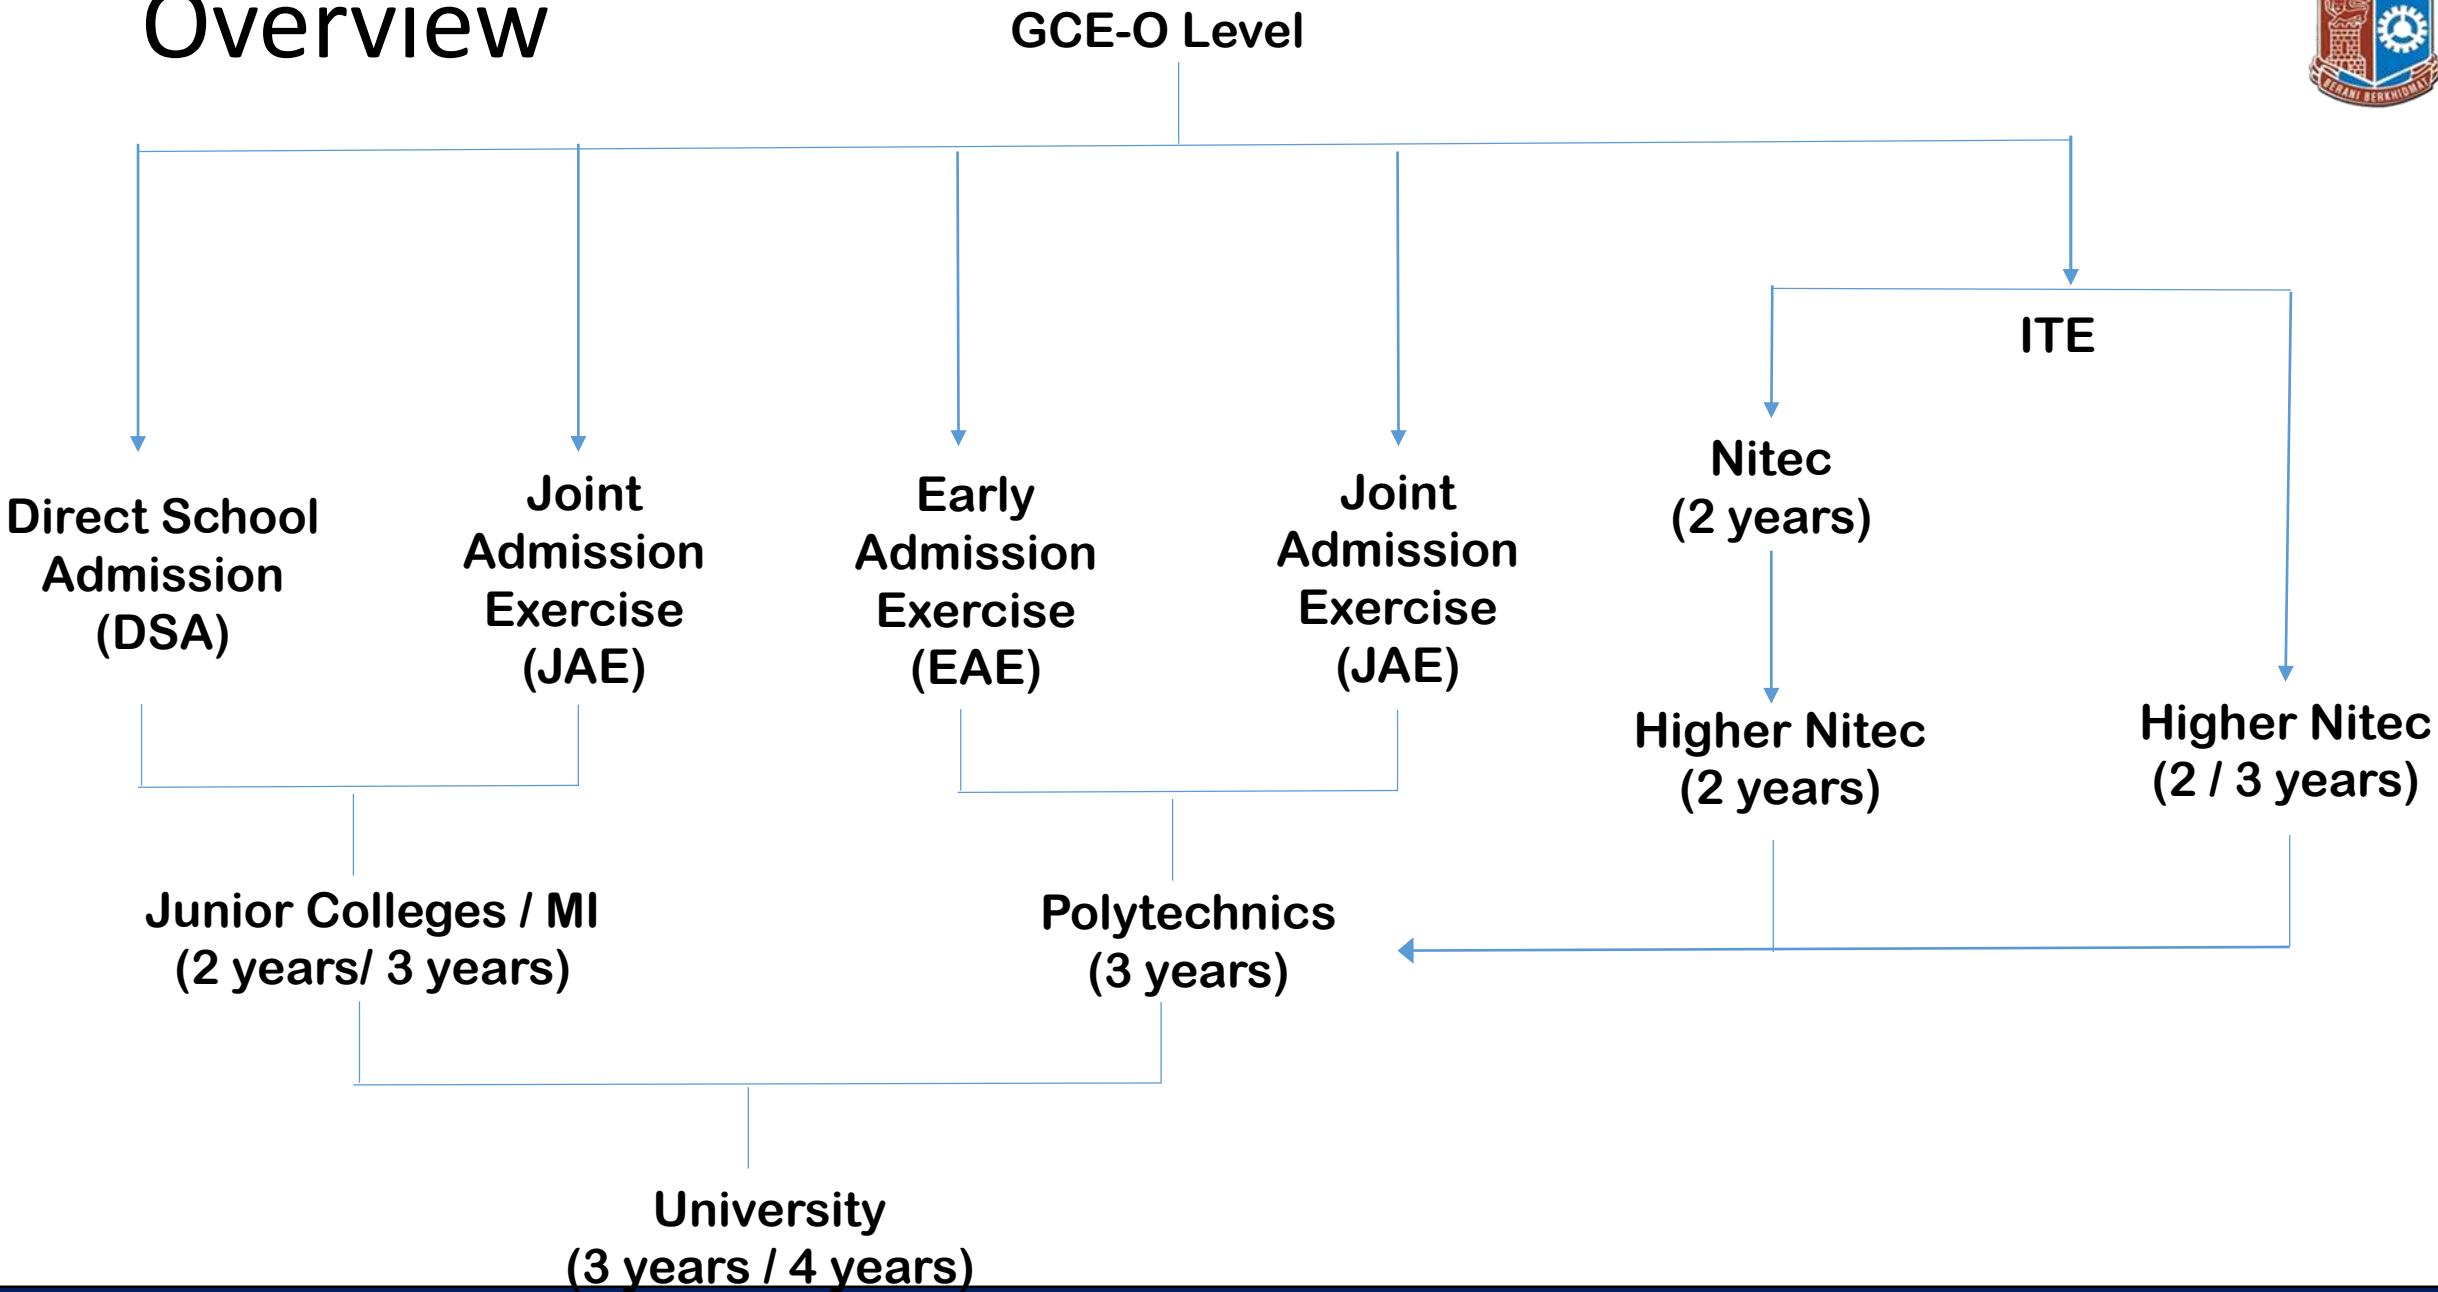 Overview
GCE-O Level
BERANI BERKHIDMAT
ITE
Direct School
Admission
(DSA)
Joint
Admission
Exercise
(JAE)
Early
Admission
Exercise
(EAE)
Joint
Admission
Exercise
(JAE)
Nitec
(2 years)
Higher Nitec
(2 years)
Higher Nitec
(2 / 3 years)
Junior Colleges / MI
(2 years/ 3 years)
Polytechnics
(3 years)
University
(3 years / 4 years)